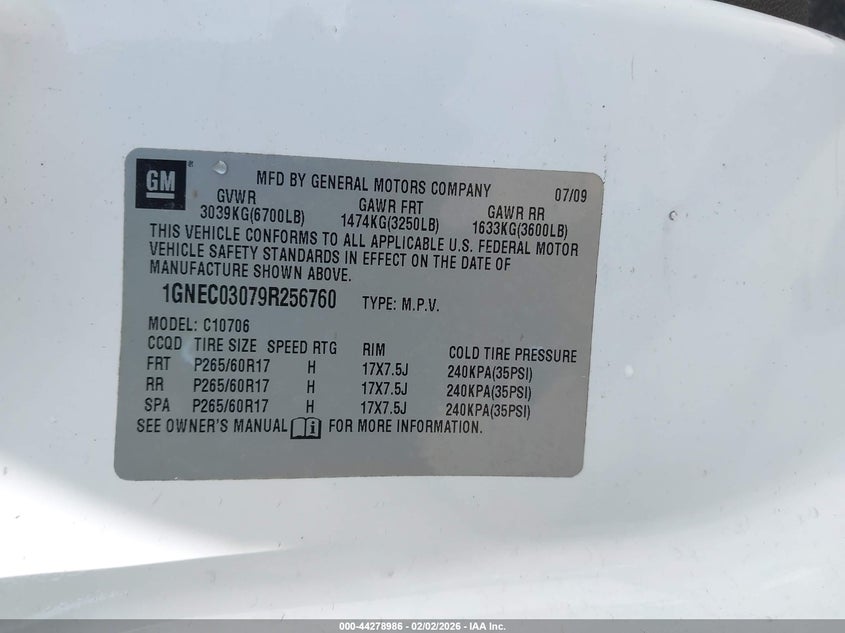 GM ® MFD BY GENERAL MOTORS COMPANY 07/09
GVWR GAWR FRT GAWR RR
3039KG(6700LB) 1474KG(3250LB) 1633KG(3600LB)
THIS VEHICLE CONFORMS TO ALL APPLICABLE U.S. FEDERAL MOTOR
VEHICLE SAFETY STANDARDS IN EFFECT ON THE DATE OF
MANUFACTURE SHOWN ABOVE.
1GNEC03079R256760 TYPE: M.P.V.
MODEL: C10706
CCQD TIRE SIZE SPEED RTG RIM COLD TIRE PRESSURE
FRT P265/60R17 H 17X7.5J 240KPA(35PSI)
RR P265/60R17 H 17X7.5J 240KPA(35PSI)
SPA P265/60R17 H 17X7.5J 240KPA(35PSI)
SEE OWNER'S MANUAL i FOR MORE INFORMATION.
000-44278986 - 02/02/2026 - IAA Inc.